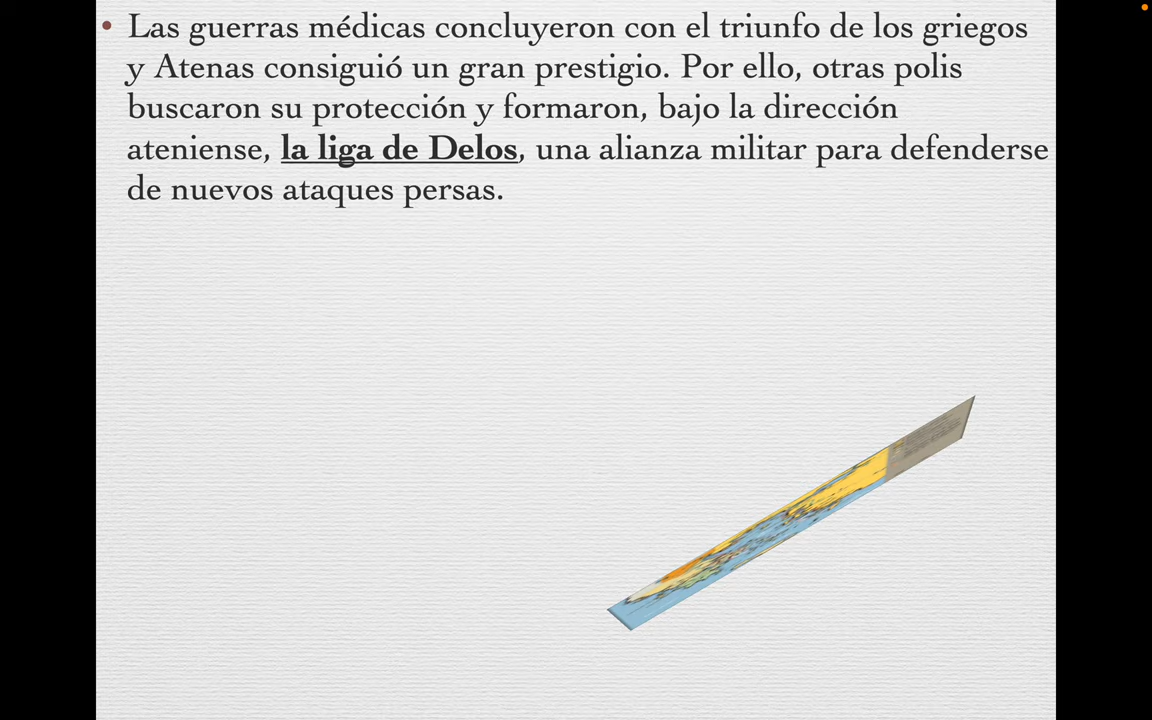 • Las guerras médicas concluyeron con el triunfo de los griegos
y Atenas consiguió un gran prestigio. Por ello, otras polis
buscaron su protección y formaron, bajo la dirección
ateniense, la liga de Delos, una alianza militar para defenderse
de nuevos ataques persas.